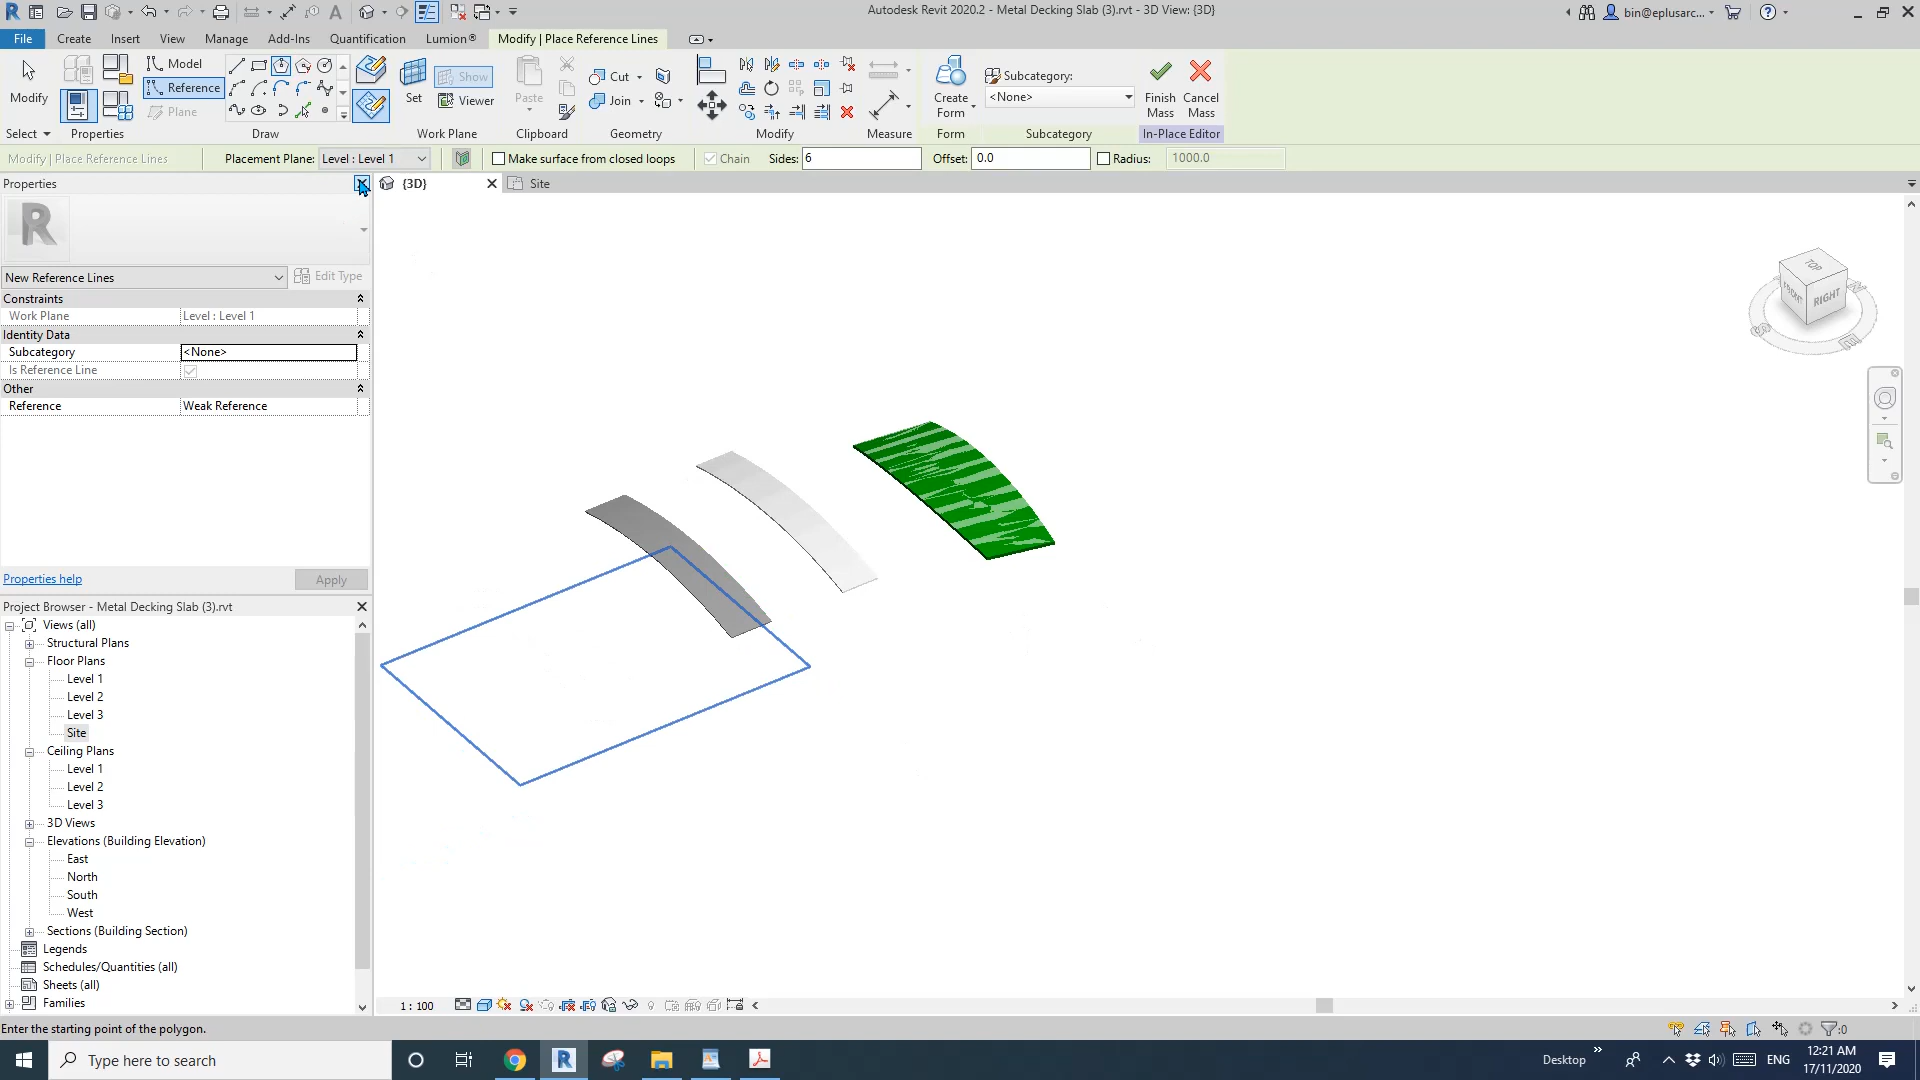 Autodesk Revit 2020.2 - Metal Decking Slab (3).rvt - 3D View: {3D}
bin@eplusarc...
File Create Insert View Manage Add-Ins Quantification Lumion® Modify | Place Reference Lines
Modify
Model
Reference
Plane
Set
Show
Viewer
Paste
Cut
Join
Create Form
Subcategory:
<None>
Finish Mass
Cancel Mass
Select Properties Draw Work Plane Clipboard Geometry Modify Measure Form Subcategory In-Place Editor
Modify | Place Reference Lines Placement Plane: Level : Level 1 Make surface from closed loops Chain Sides: 6 Offset: 0.0 Radius: 1000.0
Properties
{3D}
Site
R
New Reference Lines Edit Type
Constraints
Work Plane Level : Level 1
Identity Data
Subcategory <None>
Is Reference Line
Other
Reference Weak Reference
TOP
FRONT
RIGHT
S
E
Properties help Apply
Project Browser - Metal Decking Slab (3).rvt
Views (all)
Structural Plans
Floor Plans
Level 1
Level 2
Level 3
Site
Ceiling Plans
Level 1
Level 2
Level 3
3D Views
Elevations (Building Elevation)
East
North
South
West
Sections (Building Section)
Legends
Schedules/Quantities (all)
Sheets (all)
Families
1 : 100
Enter the starting point of the polygon.
:0
Type here to search
Desktop
ENG
12:21 AM
17/11/2020